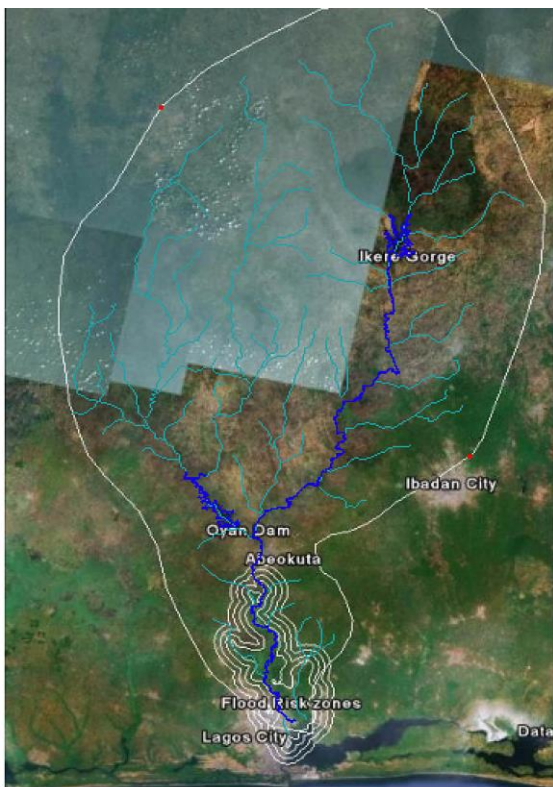 Ikere Gorge
Ibadan City
Oyan Dam
Abeokuta
Flood Risk zones
Lagos City
Data